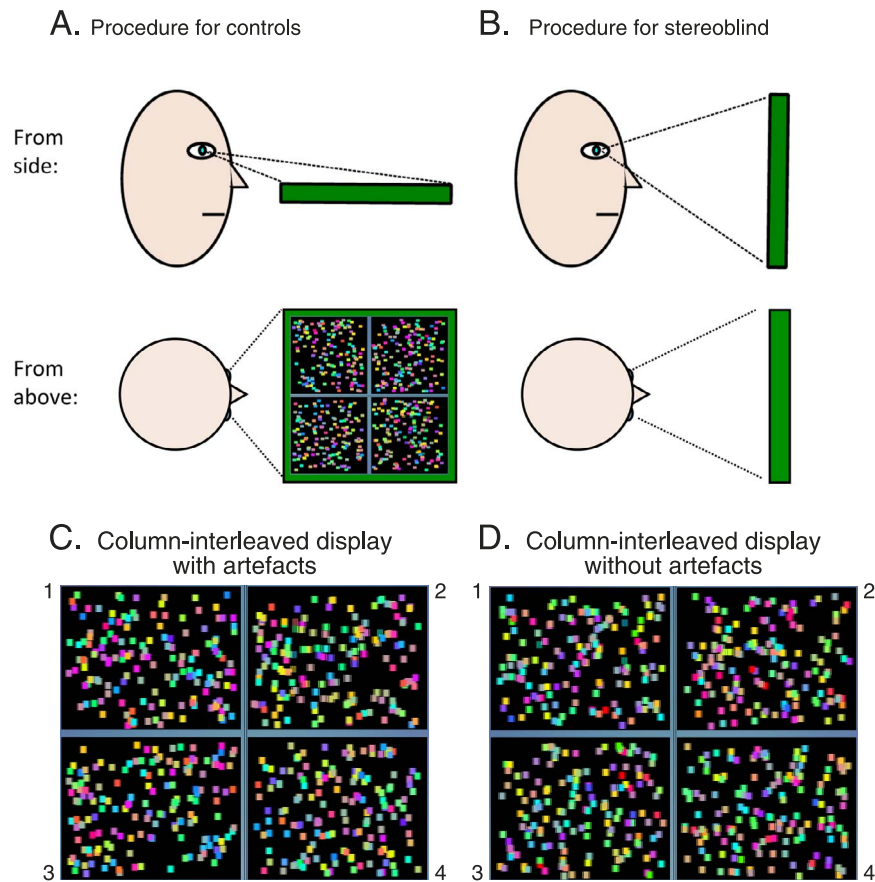 A. Procedure for controls
B. Procedure for stereoblind
From
side:
From
above:
C. Column-interleaved display
with artefacts
D. Column-interleaved display
without artefacts
1
2
3
4
1
2
3
4